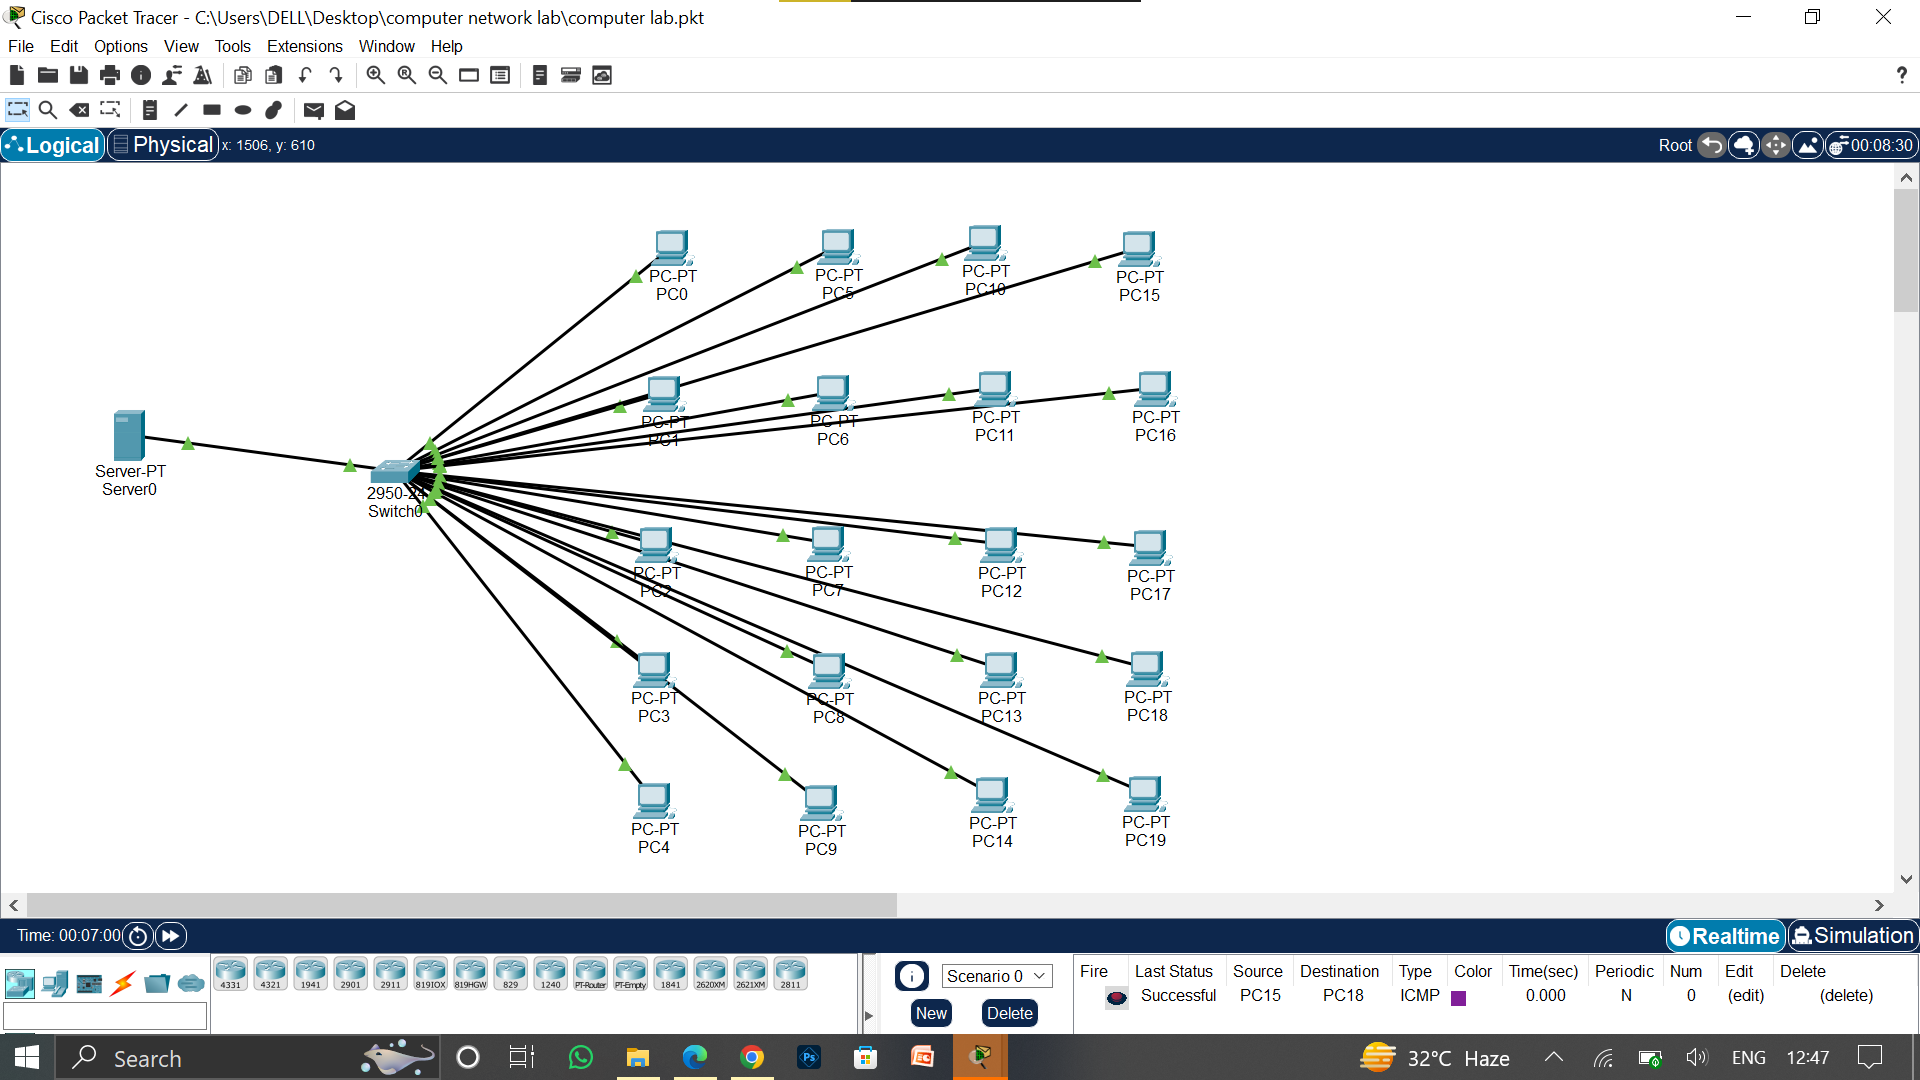 Cisco Packet Tracer - C:\Users\DELL\Desktop\computer network lab\computer lab.pkt
File Edit Options View Tools Extensions Window Help
?
Logical Physical x: 1506, y: 610 Root 00:08:30
PC-PT
PC0
PC-PT
PC5
PC-PT
PC10
PC-PT
PC15
PC-PT
PC1
PC-PT
PC6
PC-PT
PC11
PC-PT
PC16
Server-PT
Server0
2950-24
Switch0
PC-PT
PC2
PC-PT
PC7
PC-PT
PC12
PC-PT
PC17
PC-PT
PC3
PC-PT
PC8
PC-PT
PC13
PC-PT
PC18
PC-PT
PC4
PC-PT
PC9
PC-PT
PC14
PC-PT
PC19
Time: 00:07:00 Realtime Simulation
4331 4321 1941 2901 2911 819IOX 819HGW 829 1240 PT-Router PT-Empty 1841 2620XM 2621XM 2811
Scenario 0
New Delete
Fire Last Status Source Destination Type Color Time(sec) Periodic Num Edit Delete
Successful PC15 PC18 ICMP 0.000 N 0 (edit) (delete)
Search 32°C Haze ENG 12:47